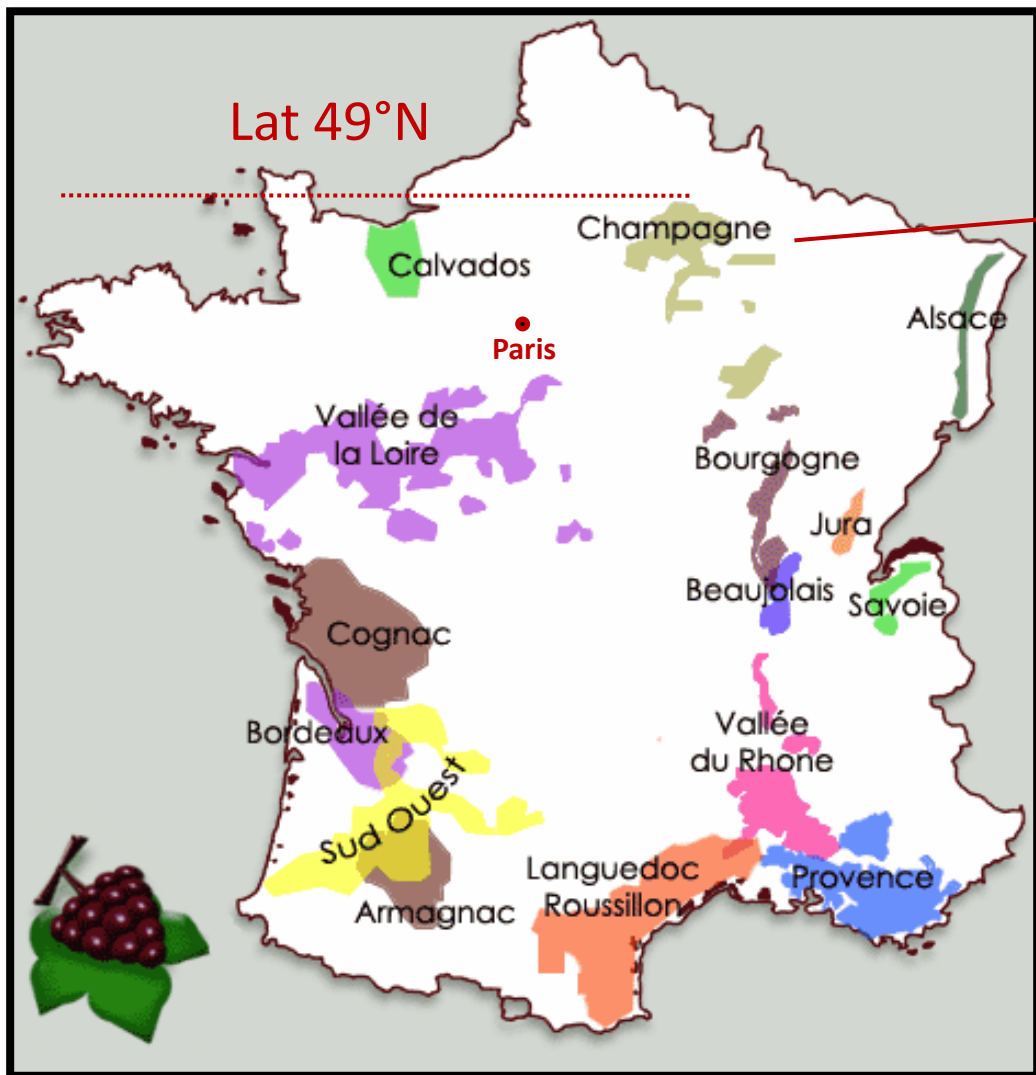 Lat 49°N
Champagne
Calvados
Alsace
Paris
Vallée de
la Loire
Bourgogne
Jura
Beaujolais
Savoie
Cognac
Bordeaux
Vallée
du Rhone
Sud Ouest
Languedoc
Roussillon
Provence
Armagnac